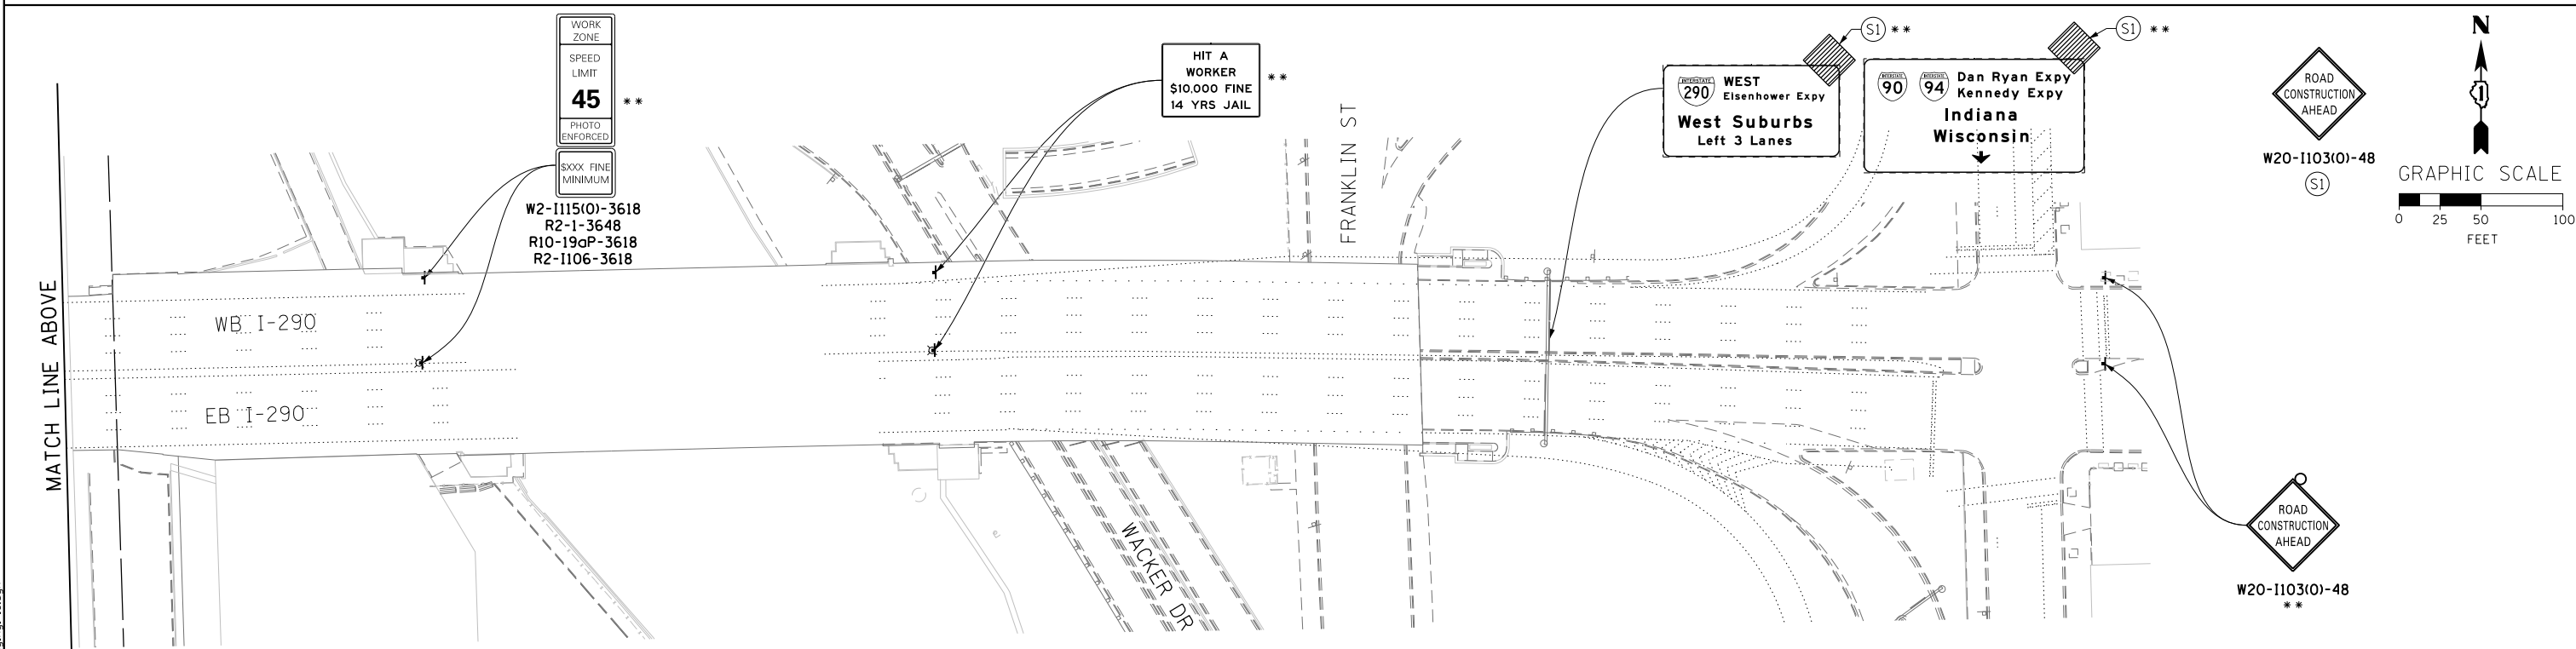 WORK
ZONE
SPEED
LIMIT
45
**
PHOTO
ENFORCED
$XXX FINE
MINIMUM
W2-I115(O)-3618
R2-1-3648
R10-19aP-3618
R2-I106-3618
HIT A
WORKER
$10,000 FINE
14 YRS JAIL
**
FRANKLIN ST
S1 **
INTERSTATE
290
WEST
Eisenhower Expy
West Suburbs
Left 3 Lanes
S1 **
INTERSTATE
90
INTERSTATE
94
Dan Ryan Expy
Kennedy Expy
Indiana
Wisconsin
ROAD
CONSTRUCTION
AHEAD
W20-I103(O)-48
S1
N
GRAPHIC SCALE
0 25 50 100
FEET
MATCH LINE ABOVE
WB I-290
EB I-290
WACKER DR
ROAD
CONSTRUCTION
AHEAD
W20-I103(O)-48
**